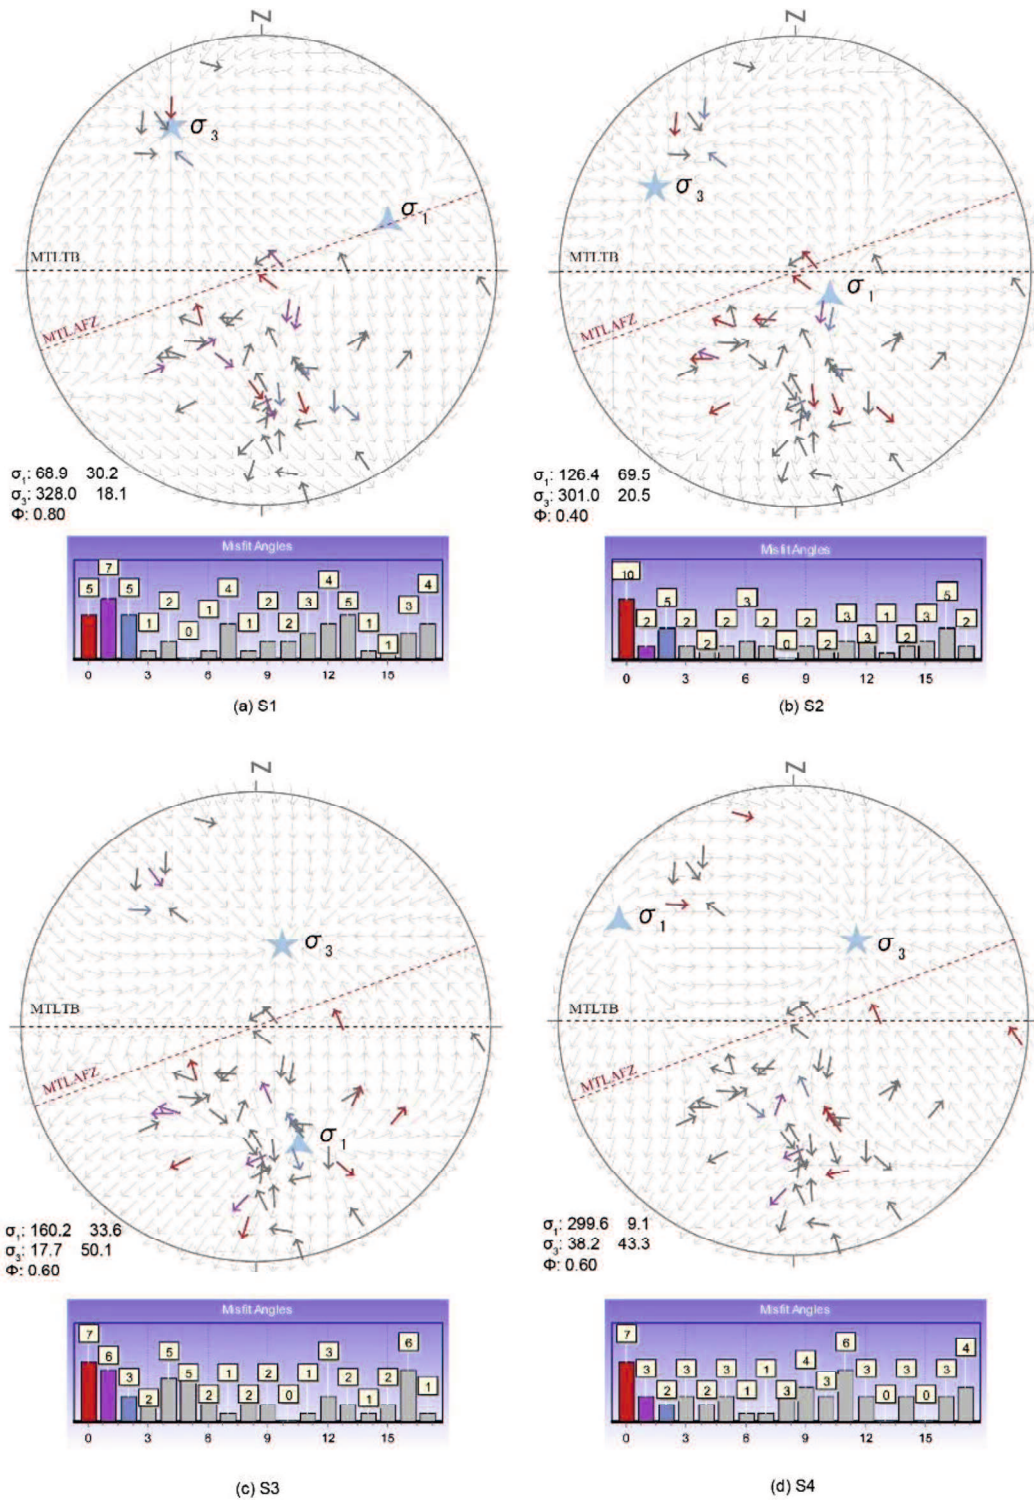 N
N
σ3
σ3
σ1
MTLTB
MTLTB
σ1
MTLAFZ
MTLAFZ
σ1: 68.9 30.2
σ3: 328.0 18.1
Φ: 0.80
σ1: 126.4 69.5
σ3: 301.0 20.5
Φ: 0.40
Misfit Angles
5 7 5 1 2 0 1 4 1 2 2 3 4 5 1 1 3 4
0 3 6 9 12 15
(a) S1
Misfit Angles
10 2 5 2 2 2 3 2 0 2 2 3 3 1 2 3 5 2
0 3 6 9 12 15
(b) S2
N
N
σ3
σ1
σ3
MTLTB
MTLTB
MTLAFZ
MTLAFZ
σ1
σ1: 160.2 33.6
σ3: 17.7 50.1
Φ: 0.60
σ1: 299.6 9.1
σ3: 38.2 43.3
Φ: 0.60
Misfit Angles
7 6 3 2 5 5 2 1 2 2 0 1 3 2 1 2 6 1
0 3 6 9 12 15
(c) S3
Misfit Angles
7 3 2 3 2 3 1 1 3 4 3 6 3 0 3 0 3 4
0 3 6 9 12 15
(d) S4